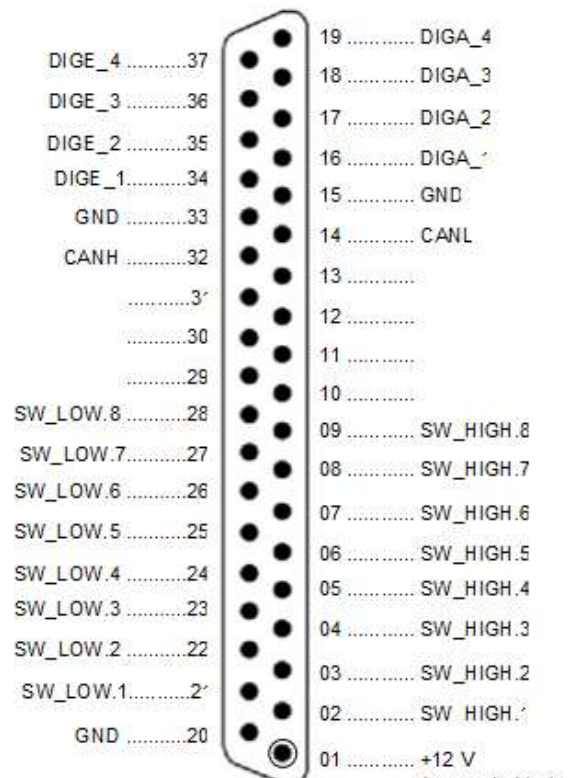 19 ............ DIGA_4
DIGE_4 ...........37
18 ............ DIGA_3
DIGE_3 ...........36
17 ............ DIGA_2
DIGE_2 ...........35
16 ............ DIGA_1
DIGE_1...........34
15 ............ GND
GND ...........33
14 ............ CANL
CANH ...........32
13 ............
...........31
12 ............
...........30
11 ............
...........29
10 ............
SW_LOW.8 ...........28
09 ............ SW_HIGH.8
SW_LOW.7...........27
08 ............ SW_HIGH.7
SW_LOW.6 ...........26
07 ............ SW_HIGH.6
SW_LOW.5 ...........25
06 ............ SW_HIGH.5
SW_LOW.4 ...........24
05 ............ SW_HIGH.4
SW_LOW.3 ...........23
04 ............ SW_HIGH.3
SW_LOW.2 ...........22
03 ............ SW_HIGH.2
SW_LOW.1...........21
02 ............ SW HIGH.1
GND ...........20
01 ............ +12 V